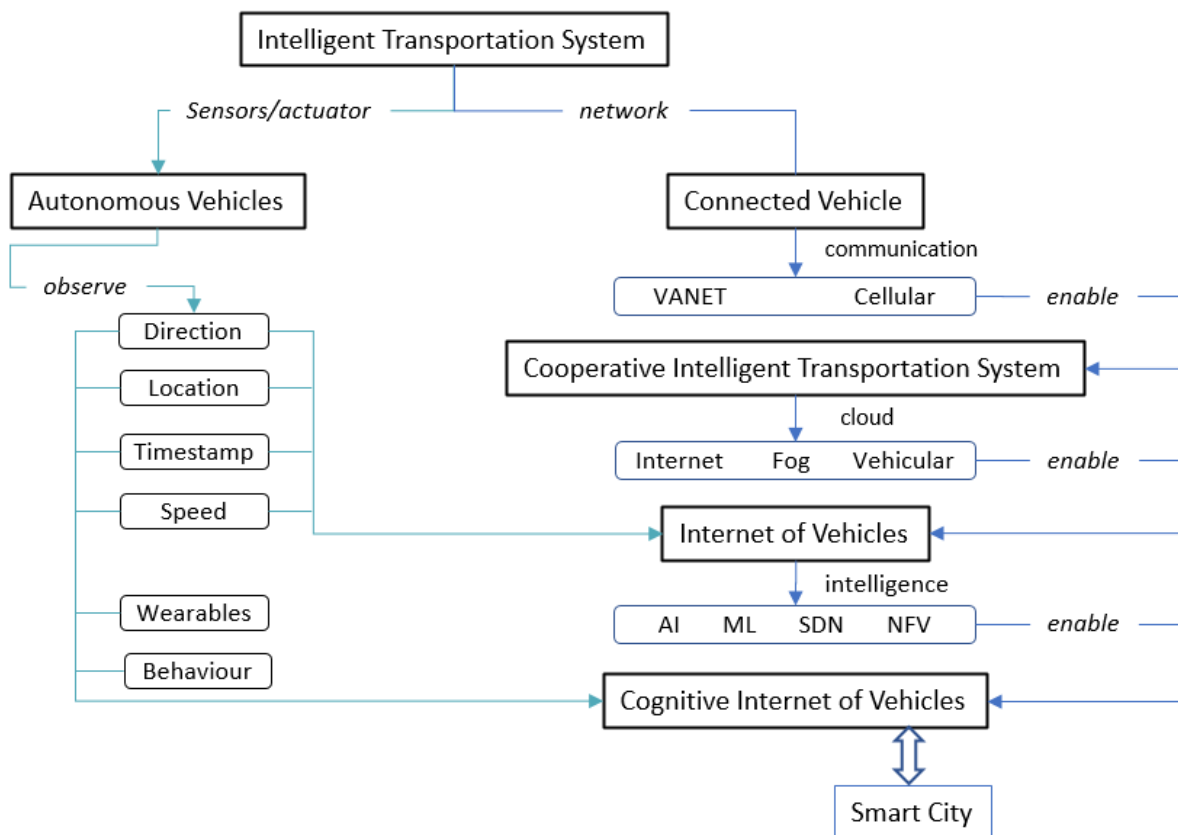 Intelligent Transportation System
Sensors/actuator
network
Autonomous Vehicles
Connected Vehicle
communication
observe
VANET Cellular
enable
Direction
Cooperative Intelligent Transportation System
Location
cloud
Timestamp
Internet Fog Vehicular
enable
Speed
Internet of Vehicles
intelligence
Wearables
AI ML SDN NFV
enable
Behaviour
Cognitive Internet of Vehicles
Smart City